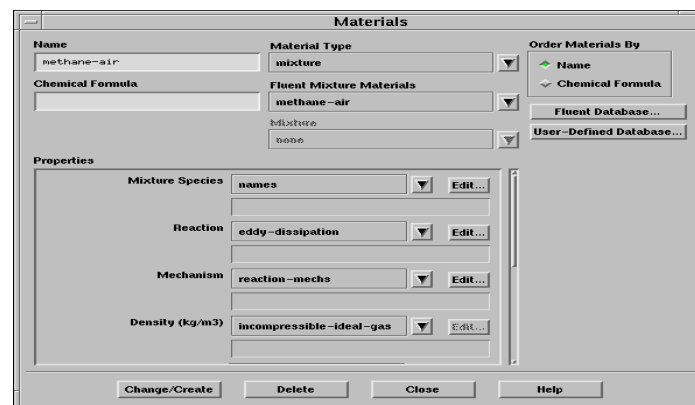 Materials
Name
methane-air
Chemical Formula
Material Type
mixture
Fluent Mixture Materials
methane-air
Mixture
none
Order Materials By
Name
Chemical Formula
Fluent Database...
User-Defined Database...
Properties
Mixture Species names Edit...
Reaction eddy-dissipation Edit...
Mechanism reaction-mechs Edit...
Density (kg/m3) incompressible-ideal-gas Edit...
Change/Create Delete Close Help